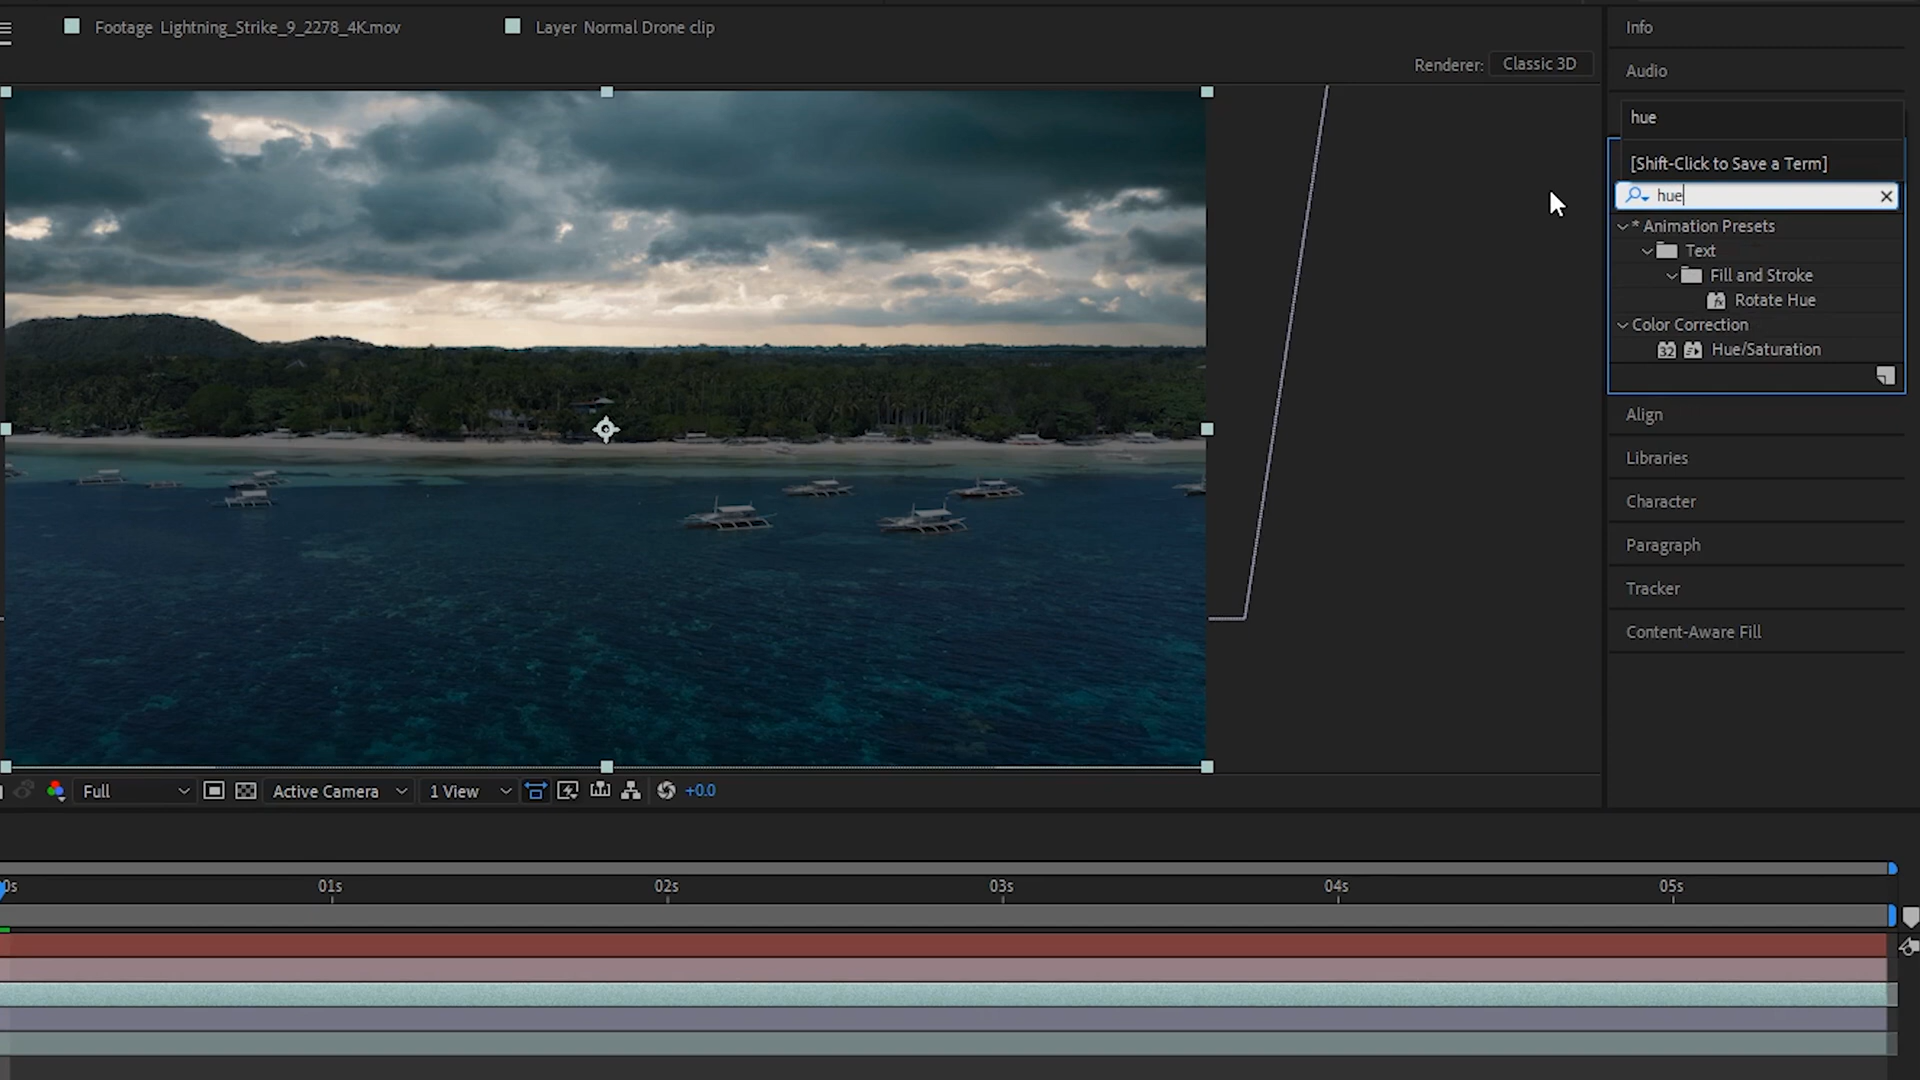 Footage Lightning_Strike_9_2278_4K.mov
Layer Normal Drone clip
Renderer: Classic 3D
Info
Audio
hue
[Shift-Click to Save a Term]
hue
* Animation Presets
Text
Fill and Stroke
Rotate Hue
Color Correction
32 Hue/Saturation
Align
Libraries
Character
Paragraph
Tracker
Content-Aware Fill
Full Active Camera 1 View +0.0
0s 01s 02s 03s 04s 05s